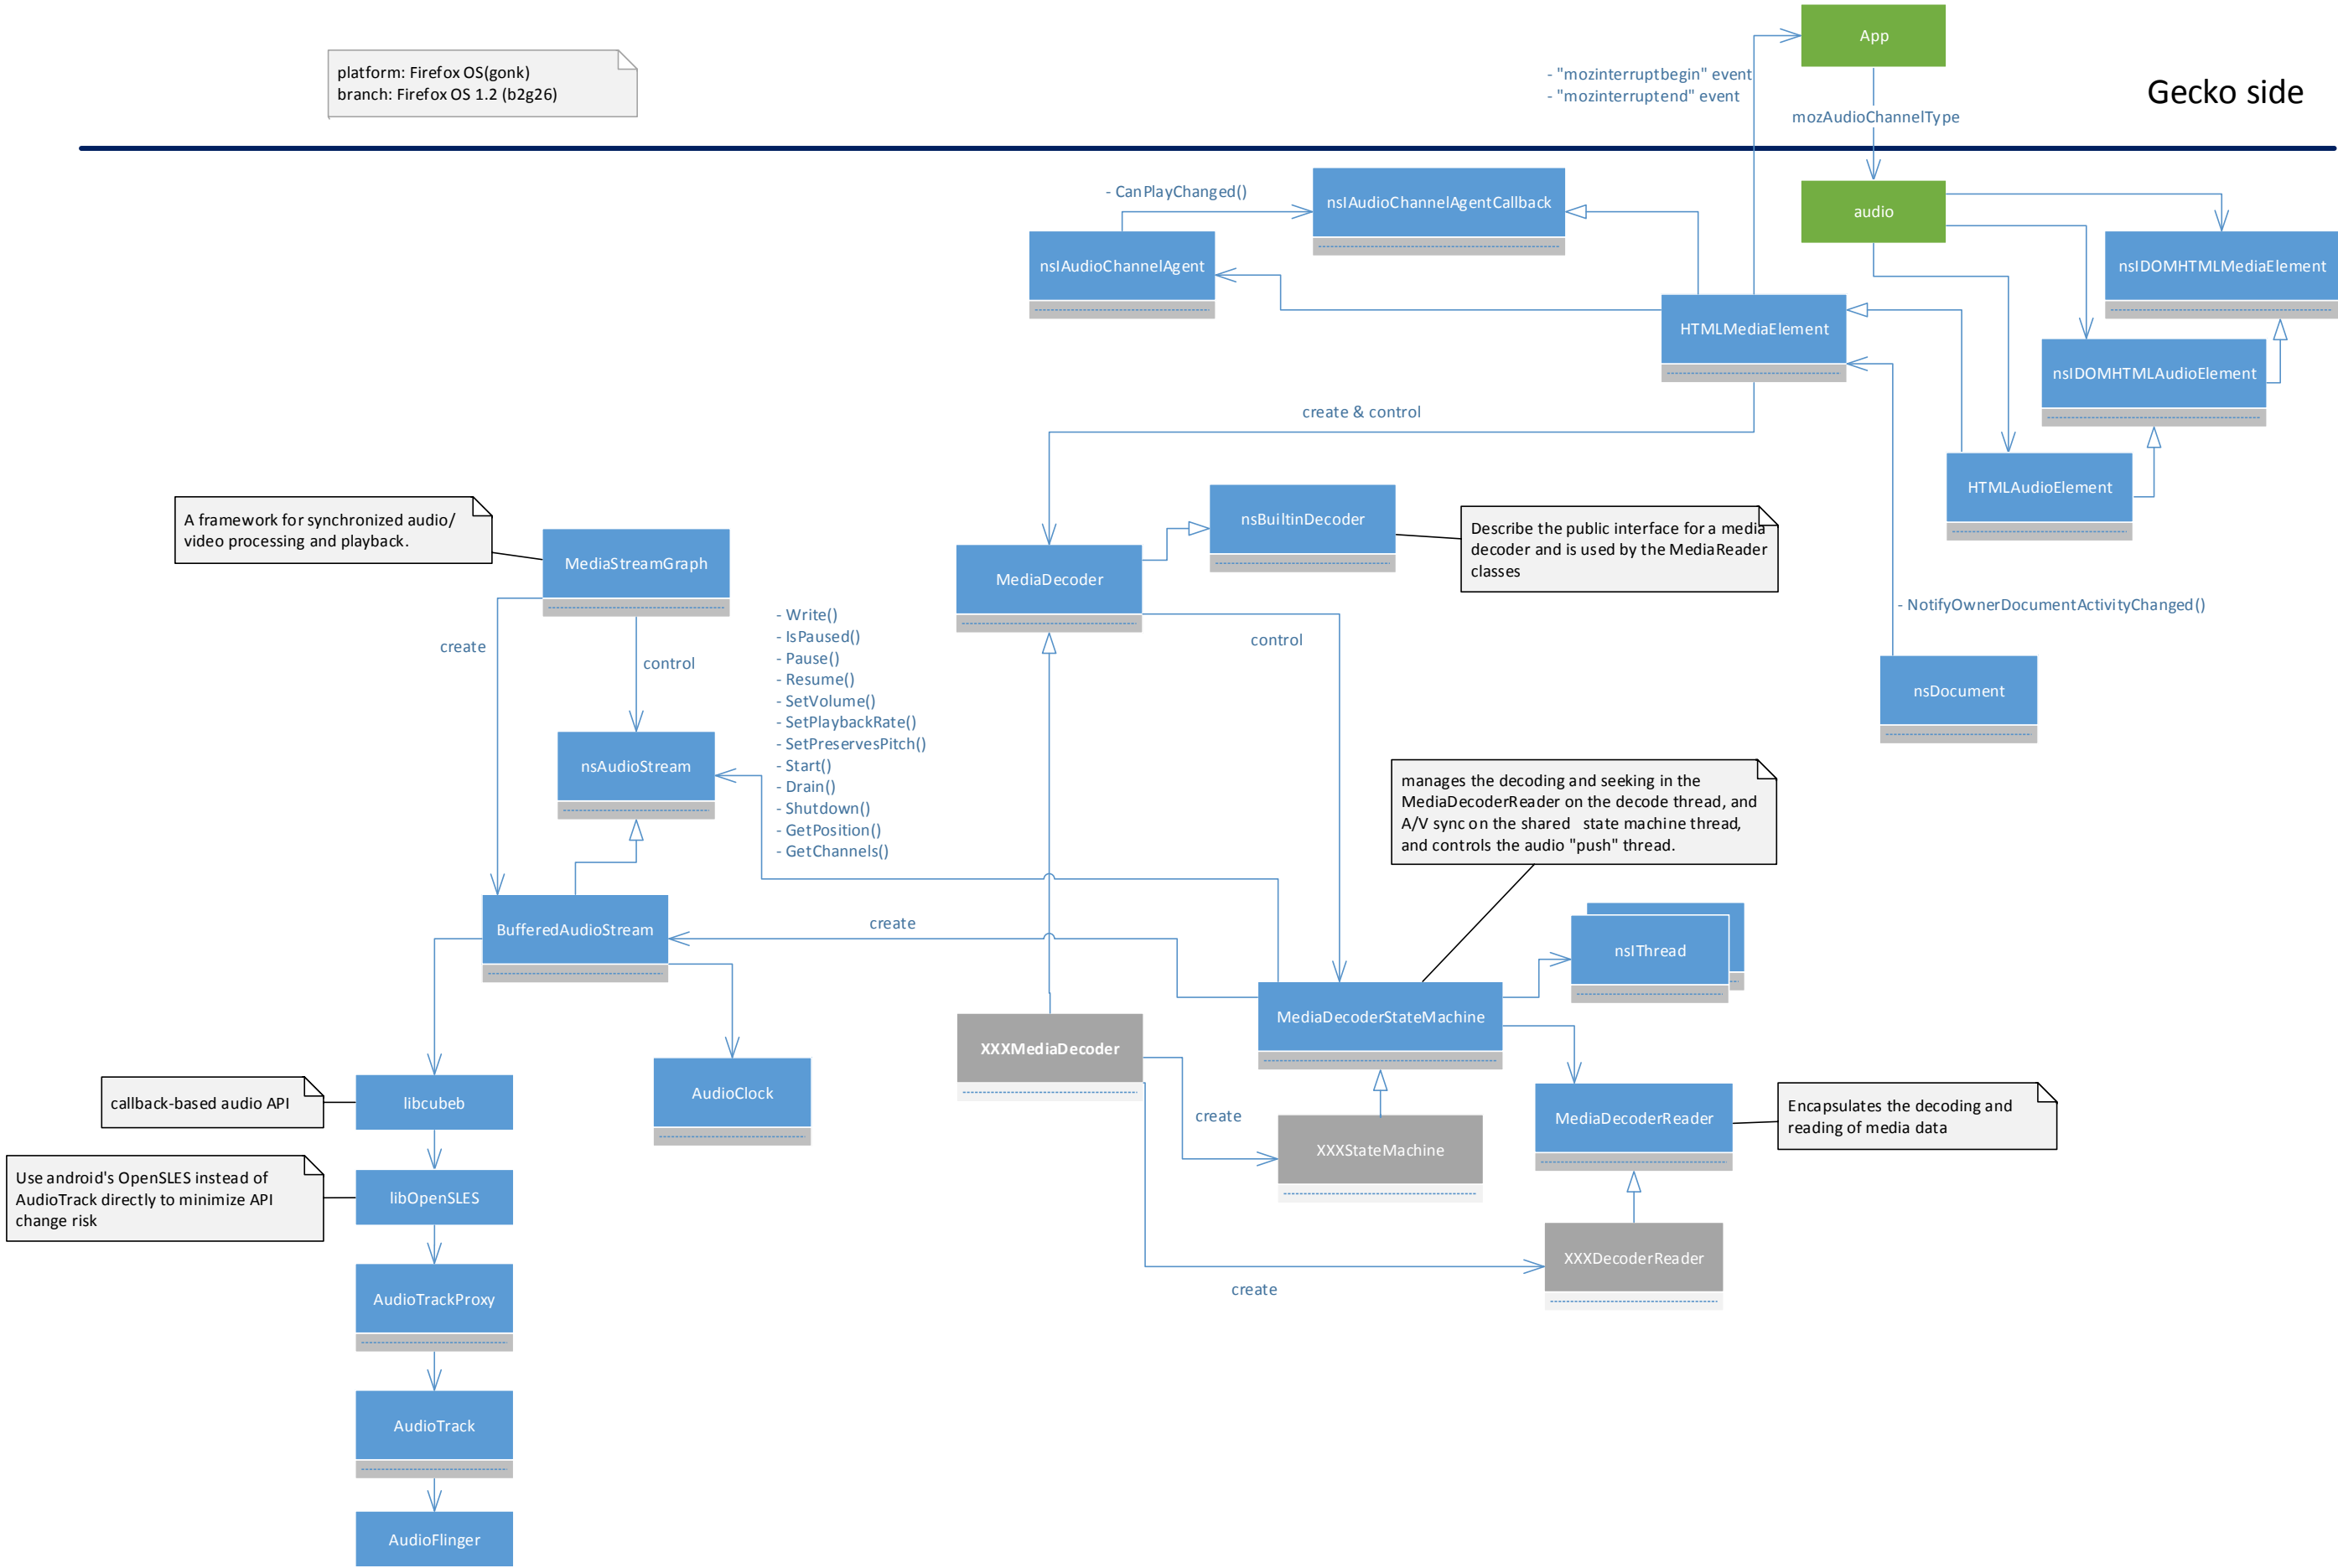 App
platform: Firefox OS(gonk)
branch: Firefox OS 1.2 (b2g26)
- "mozinterruptbegin" event
- "mozinterruptend" event
Gecko side
mozAudioChannelType
- CanPlayChanged()
nsIAudioChannelAgentCallback
audio
nsIAudioChannelAgent
nsIDOMHTMLMediaElement
HTMLMediaElement
nsIDOMHTMLAudioElement
create & control
HTMLAudioElement
A framework for synchronized audio/
video processing and playback.
nsBuiltinDecoder
Describe the public interface for a media
decoder and is used by the MediaReader
classes
MediaStreamGraph
MediaDecoder
- NotifyOwnerDocumentActivityChanged()
create
control
- Write()
- IsPaused()
- Pause()
- Resume()
- SetVolume()
- SetPlaybackRate()
- SetPreservesPitch()
- Start()
- Drain()
- Shutdown()
- GetPosition()
- GetChannels()
control
nsDocument
nsAudioStream
manages the decoding and seeking in the
MediaDecoderReader on the decode thread, and
A/V sync on the shared   state machine thread,
and controls the audio "push" thread.
BufferedAudioStream
create
nsIThread
MediaDecoderStateMachine
XXXMediaDecoder
AudioClock
callback-based audio API
libcubeb
create
MediaDecoderReader
Encapsulates the decoding and
reading of media data
XXXStateMachine
Use android's OpenSLES instead of
AudioTrack directly to minimize API
change risk
libOpenSLES
XXXDecoderReader
create
AudioTrackProxy
AudioTrack
AudioFlinger